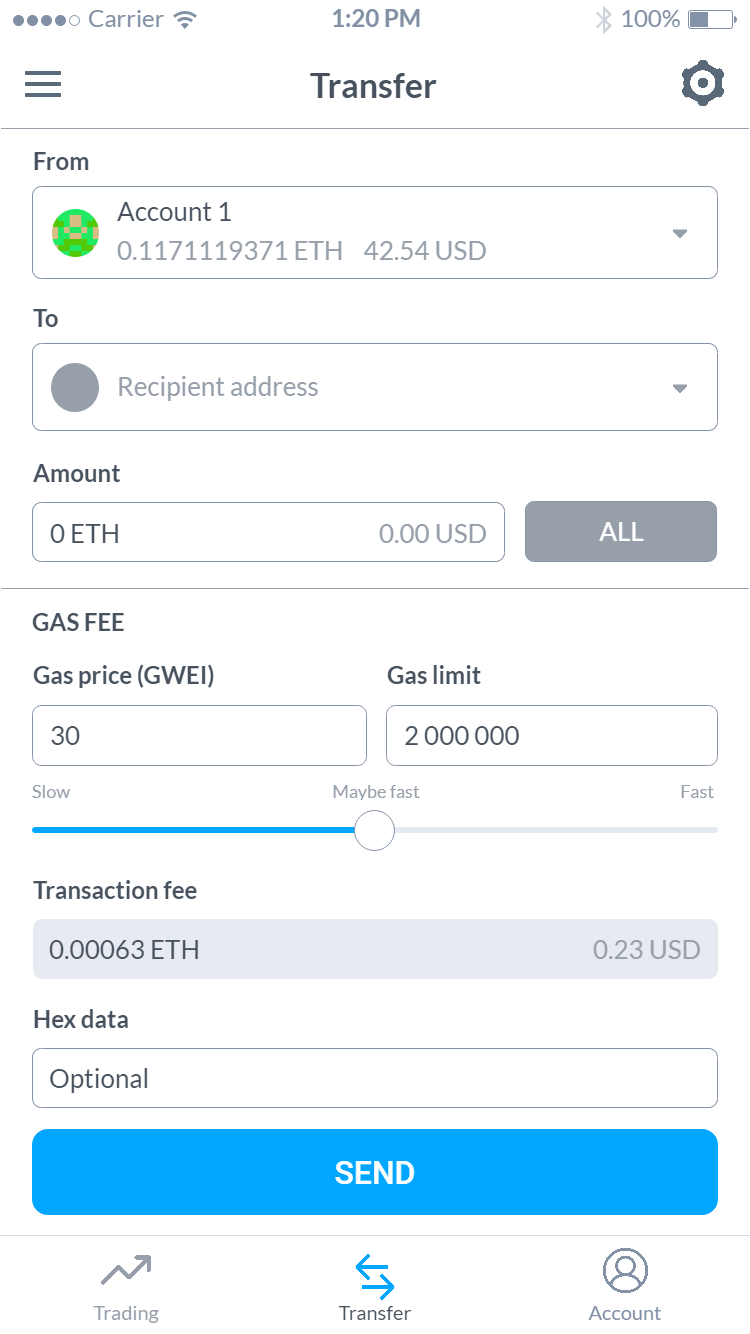 Carrier 1:20 PM 100%
Transfer
From
Account 1
0.1171119371 ETH 42.54 USD
To
Recipient address
Amount
0 ETH 0.00 USD ALL
GAS FEE
Gas price (GWEI) Gas limit
30 2 000 000
Slow Maybe fast Fast
Transaction fee
0.00063 ETH 0.23 USD
Hex data
Optional
SEND
Trading Transfer Account